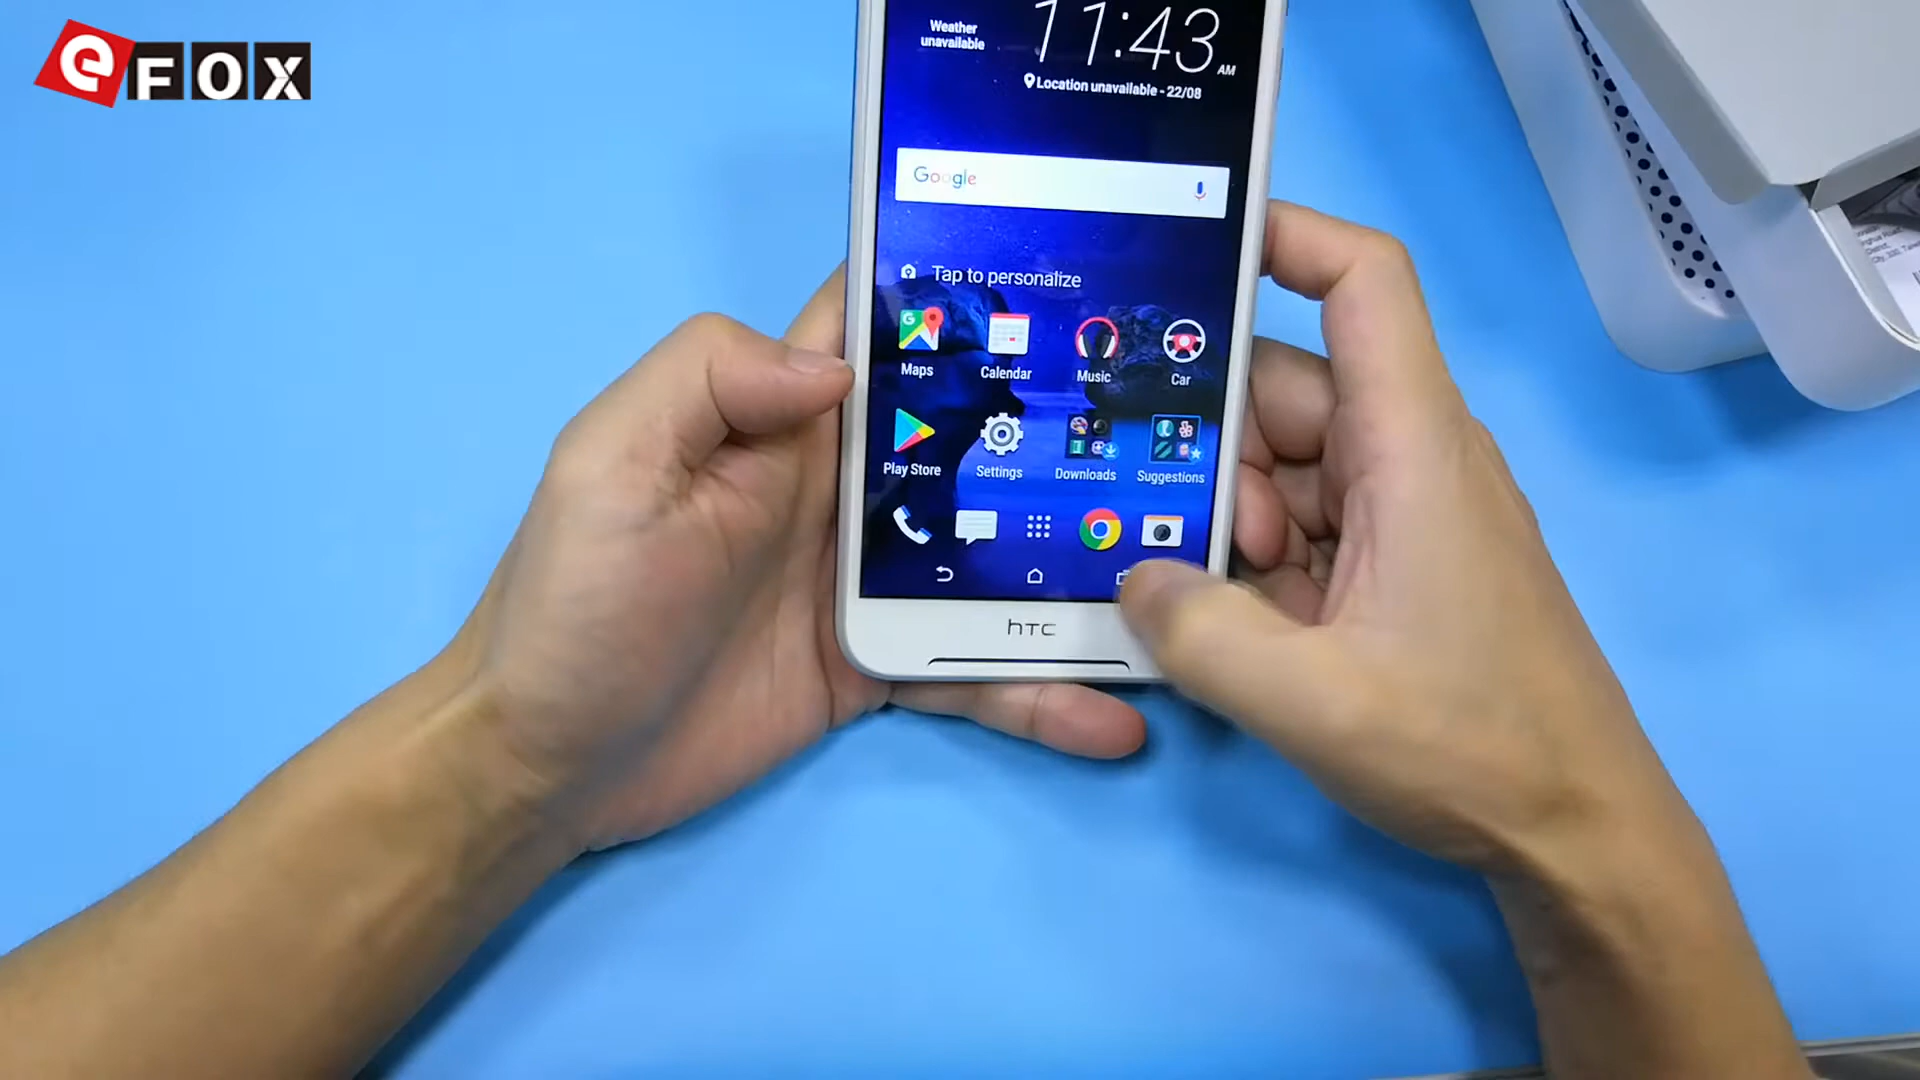 eFOX
Weather
unavailable
11:43
AM
Location unavailable - 22/08
Google
Tap to personalize
Maps
Calendar
Music
Car
Play Store
Settings
Downloads
Suggestions
hTC